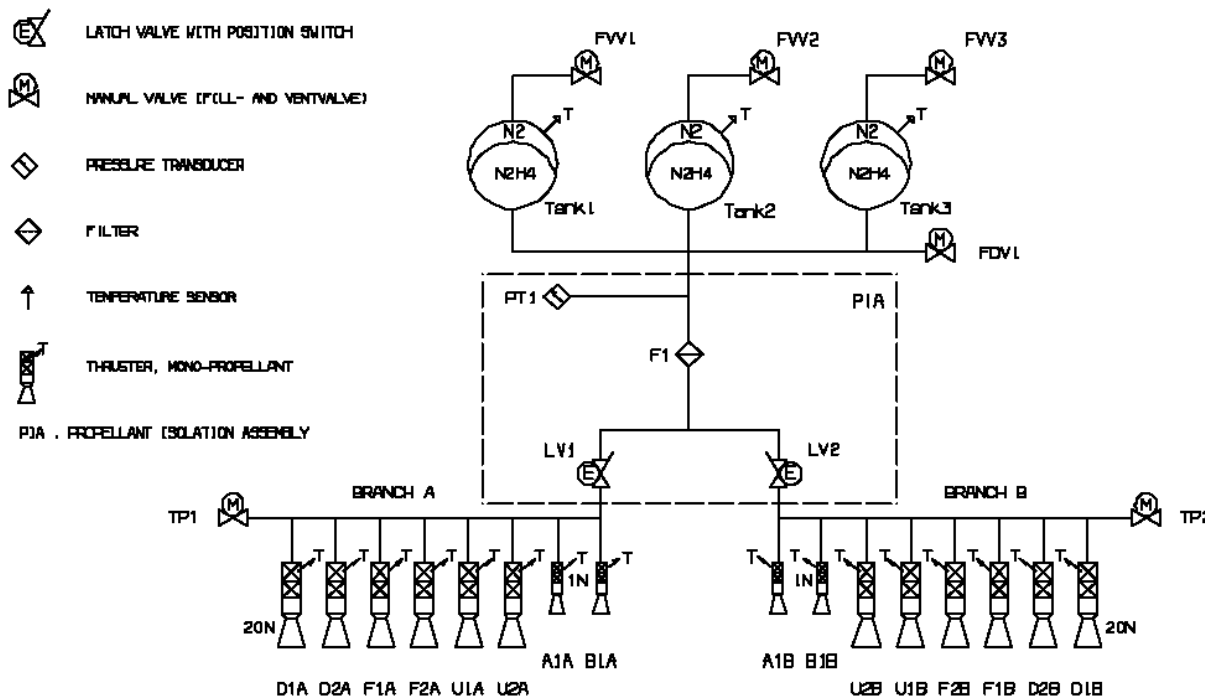 LATCH VALVE WITH POSITION SWITCH
MANUAL VALVE (FILL- AND VENTVALVE)
PRESSURE TRANSDUCER
FILTER
TEMPERATURE SENSOR
THRUSTER, MONO-PROPELLANT
PIA . PROPELLANT ISOLATION ASSEMBLY
E
M
T
FVV1 FVV2 FVV3
M M M
T T T
N2 N2 N2
N2H4 N2H4 N2H4
Tank1 Tank2 Tank3
M
FDV1
PT1
PIA
F1
LV1 LV2
E E
BRANCH A BRANCH B
TP1 M M TP2
T T T T T T T T T T T T T T T T
20N 1N 1N 20N
A1A B1A A1B B1B
D1A D2A F1A F2A U1A U2A U2B U1B F2B F1B D2B D1B